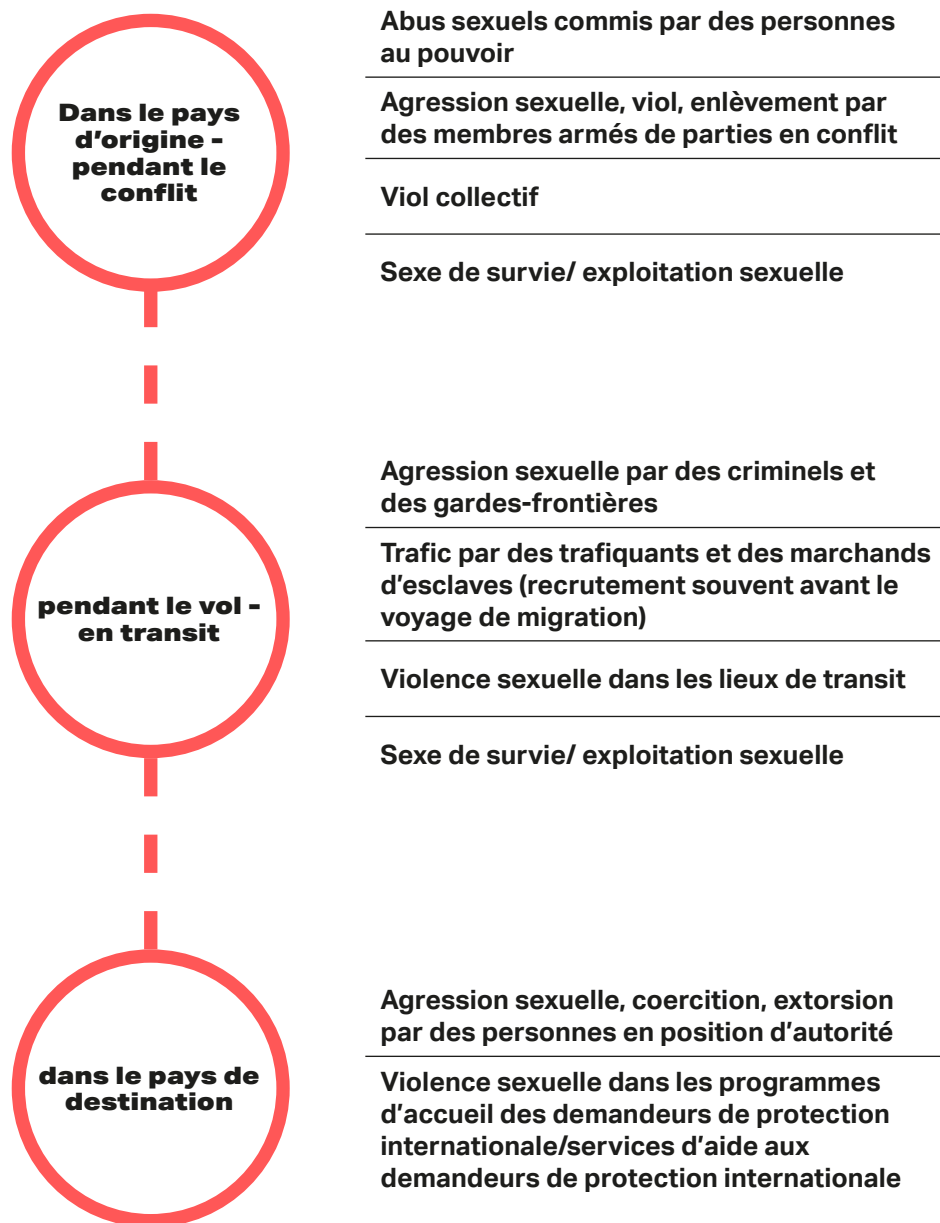 Dans le pays
d'origine -
pendant le
conflit
Abus sexuels commis par des personnes
au pouvoir
Agression sexuelle, viol, enlèvement par
des membres armés de parties en conflit
Viol collectif
Sexe de survie/ exploitation sexuelle
pendant le vol -
en transit
Agression sexuelle par des criminels et
des gardes-frontières
Trafic par des trafiquants et des marchands
d'esclaves (recrutement souvent avant le
voyage de migration)
Violence sexuelle dans les lieux de transit
Sexe de survie/ exploitation sexuelle
dans le pays de
destination
Agression sexuelle, coercition, extorsion
par des personnes en position d'autorité
Violence sexuelle dans les programmes
d'accueil des demandeurs de protection
internationale/services d'aide aux
demandeurs de protection internationale